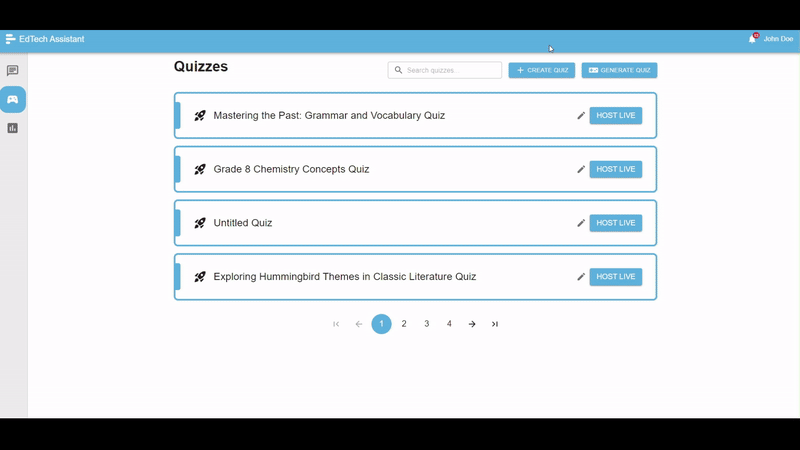 EdTech Assistant
10
John Doe
Quizzes
Search quizzes...
CREATE QUIZ
GENERATE QUIZ
Mastering the Past: Grammar and Vocabulary Quiz
HOST LIVE
Grade 8 Chemistry Concepts Quiz
HOST LIVE
Untitled Quiz
HOST LIVE
Exploring Hummingbird Themes in Classic Literature Quiz
HOST LIVE
1 2 3 4